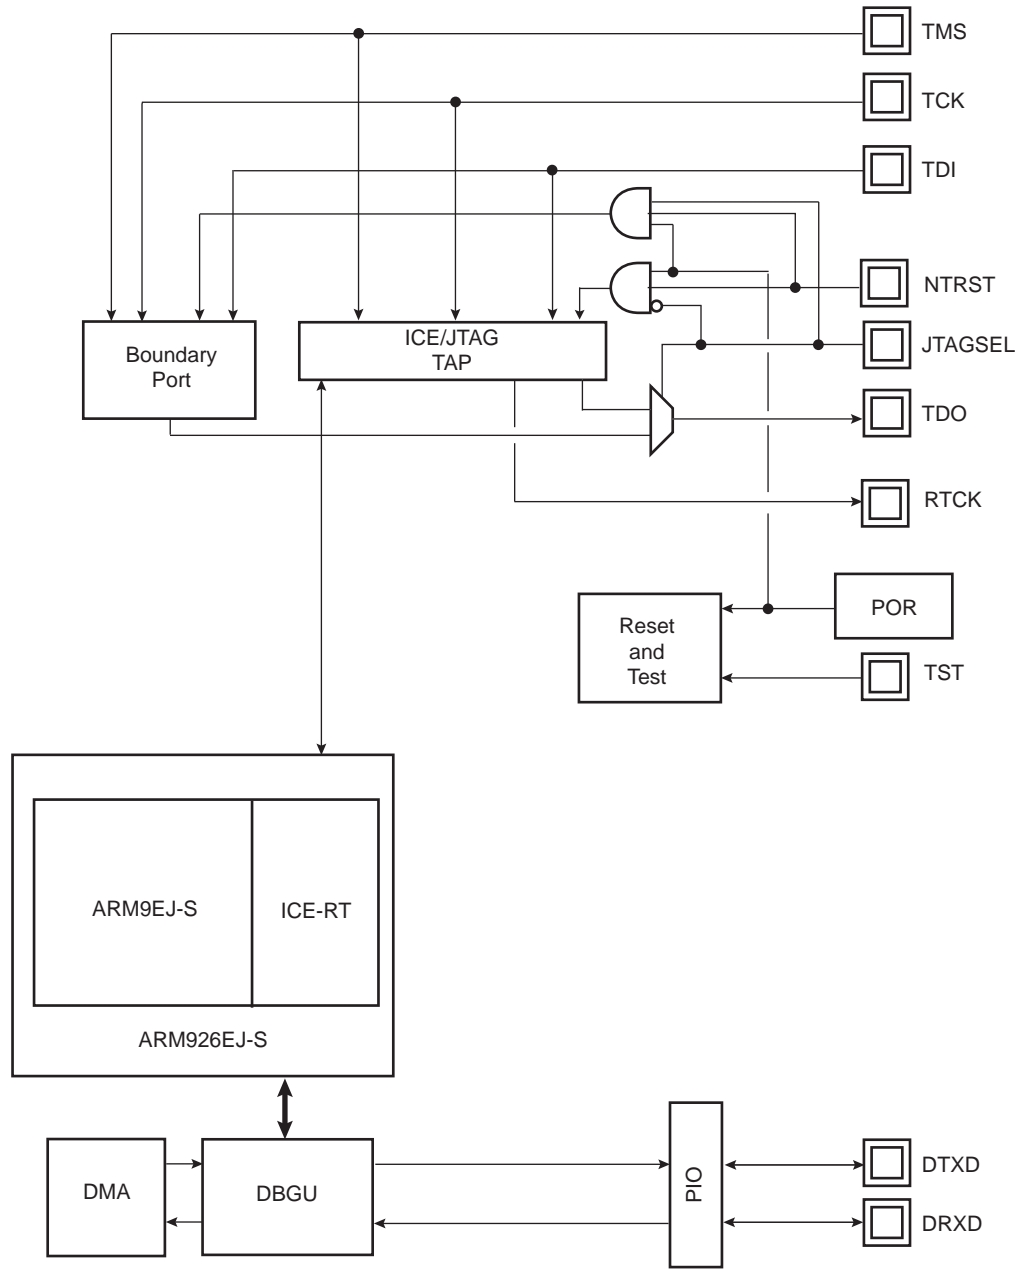 TMS
TCK
TDI
NTRST
JTAGSEL
ICE/JTAG
TAP
Boundary
Port
TDO
RTCK
POR
Reset
and
Test
TST
ARM9EJ-S
ICE-RT
ARM926EJ-S
DMA
DBGU
PIO
DTXD
DRXD